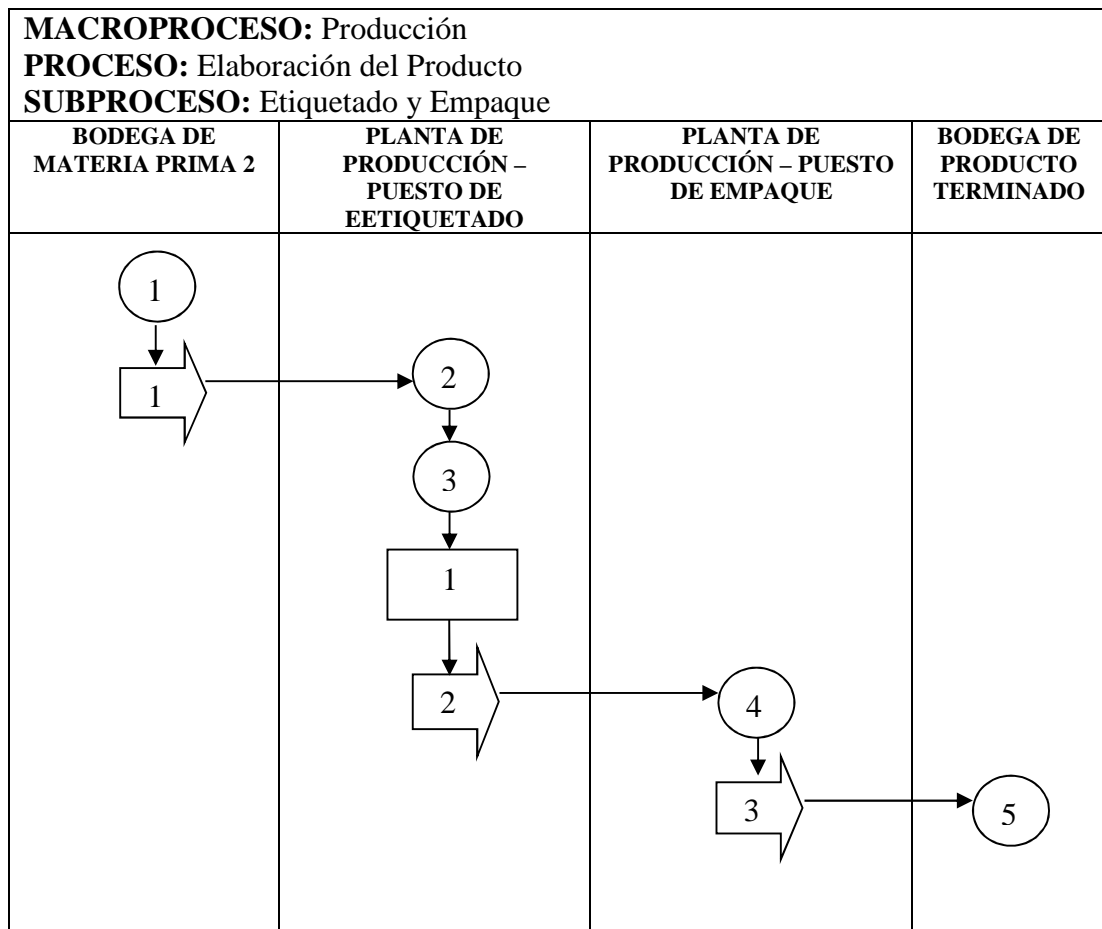 MACROPROCESO: Producción
PROCESO: Elaboración del Producto
SUBPROCESO: Etiquetado y Empaque
BODEGA DE
MATERIA PRIMA 2
PLANTA DE
PRODUCCIÓN –
PUESTO DE
EETIQUETADO
PLANTA DE
PRODUCCIÓN – PUESTO
DE EMPAQUE
BODEGA DE
PRODUCTO
TERMINADO
1
1
2
3
1
2
4
3
5